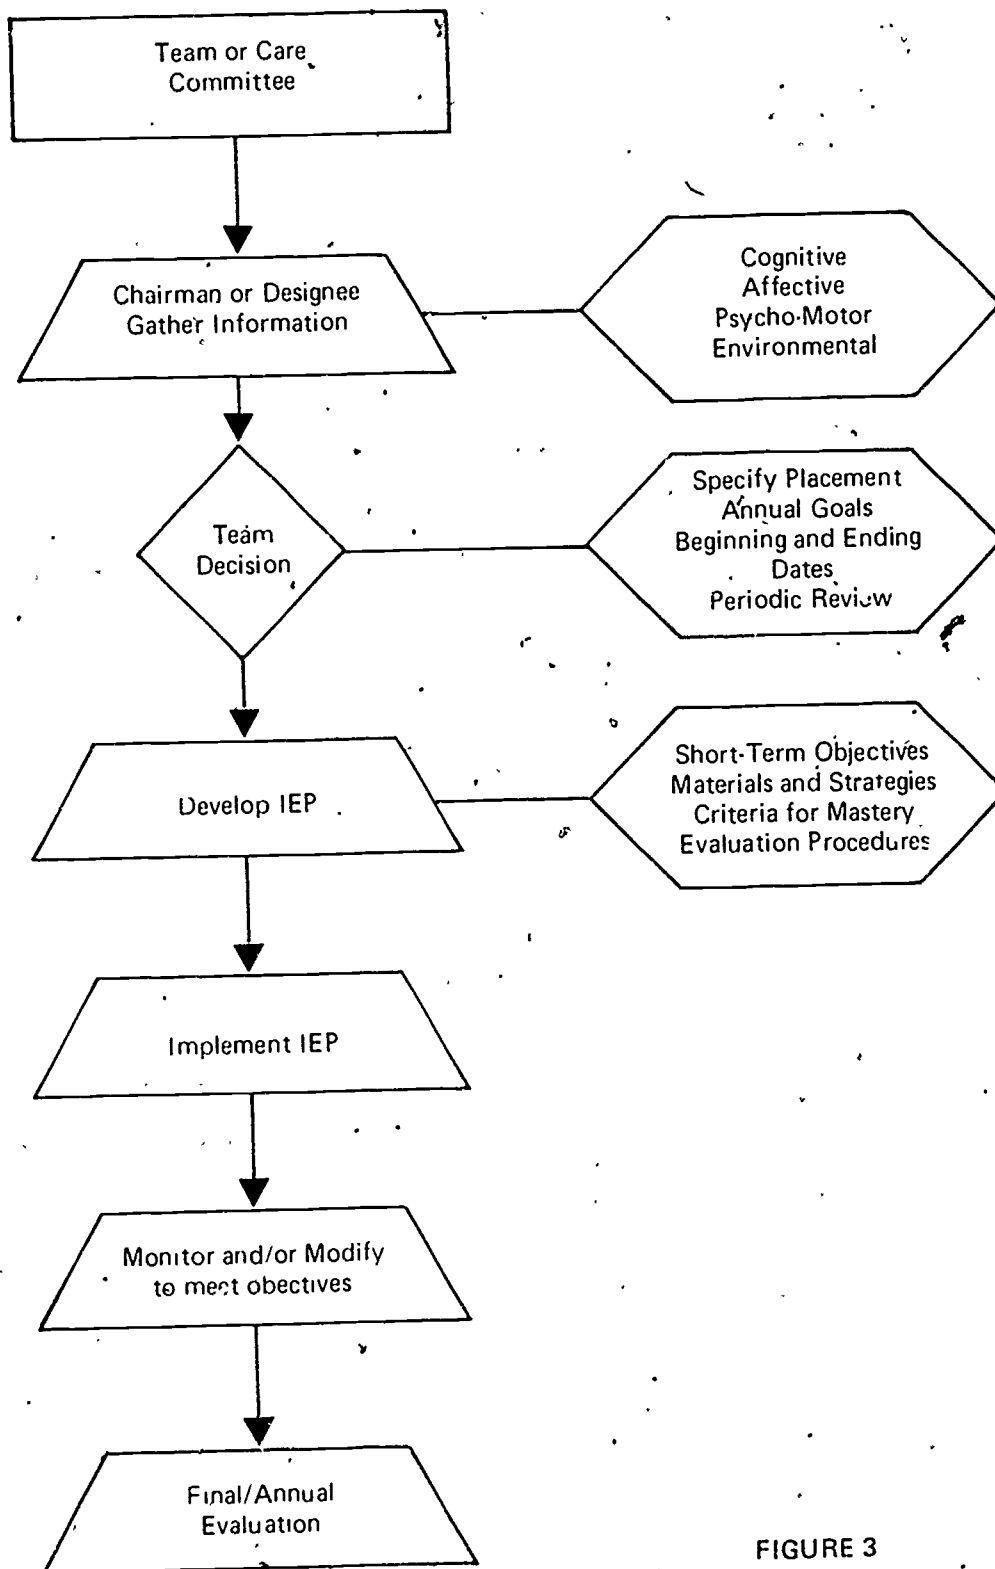 Team or Care
Committee
Chairman or Designee
Gather Information
Cognitive
Affective
Psycho-Motor
Environmental
Team
Decision
Specify Placement
Annual Goals
Beginning and Ending
Dates
Periodic Review
Develop IEP
Short-Term Objectives
Materials and Strategies
Criteria for Mastery
Evaluation Procedures
Implement IEP
Monitor and/or Modify
to meet obectives
Final/Annual
Evaluation
FIGURE 3